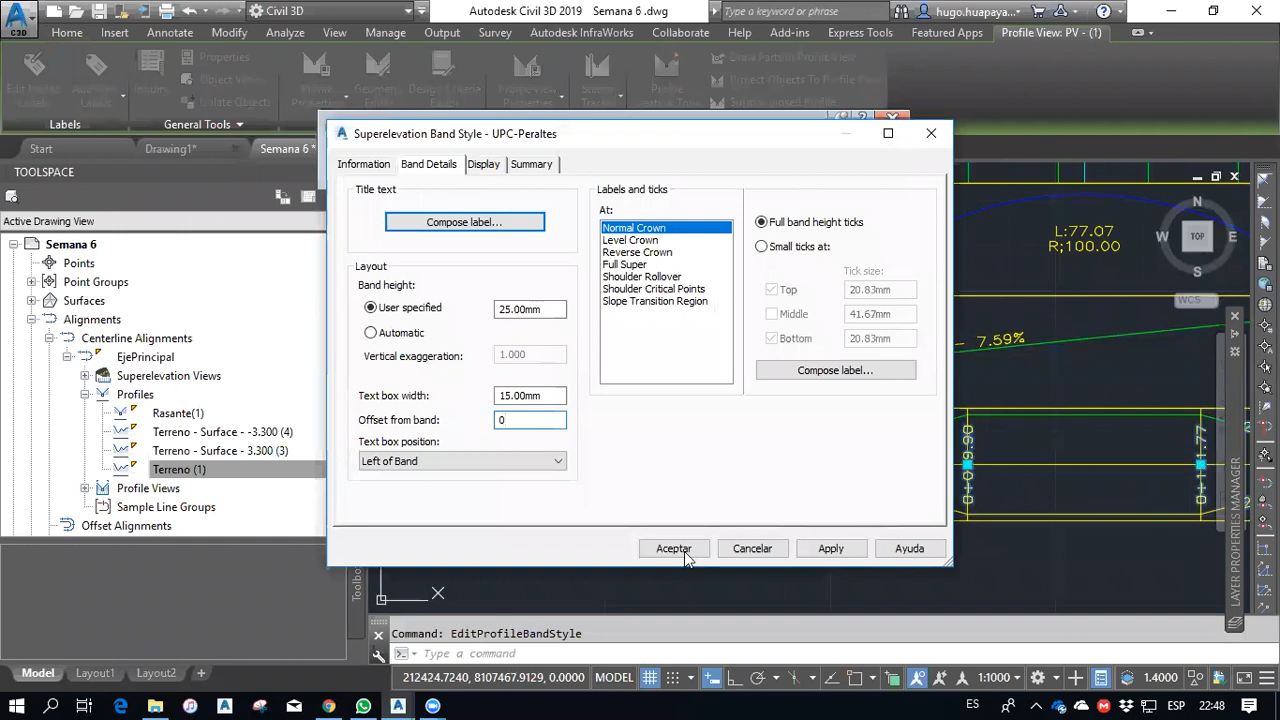 C3D
Civil 3D
Autodesk Civil 3D 2019
Semana 6 .dwg
Type a keyword or phrase
hugo.huapaya...
Home
Insert
Annotate
Modify
Analyze
View
Manage
Output
Survey
Autodesk InfraWorks
Collaborate
Help
Add-ins
Express Tools
Featured Apps
Profile View: PV - (1)
Properties
Labels
General Tools
Start
Drawing1*
Semana 6*
TOOLSPACE
Active Drawing View
Semana 6
Points
Point Groups
Surfaces
Alignments
Centerline Alignments
EjePrincipal
Superelevation Views
Profiles
Rasante(1)
Terreno - Surface - -3.300 (4)
Terreno - Surface - 3.300 (3)
Terreno (1)
Profile Views
Sample Line Groups
Offset Alignments
Superelevation Band Style - UPC-Peraltes
Information
Band Details
Display
Summary
Title text
Compose label...
Layout
Band height:
User specified
25.00mm
Automatic
Vertical exaggeration:
1.000
Text box width:
15.00mm
Offset from band:
0
Text box position:
Left of Band
Labels and ticks
At:
Normal Crown
Level Crown
Reverse Crown
Full Super
Shoulder Rollover
Shoulder Critical Points
Slope Transition Region
Full band height ticks
Small ticks at:
Tick size:
Top
20.83mm
Middle
41.67mm
Bottom
20.83mm
Compose label...
Aceptar
Cancelar
Apply
Ayuda
L:77.07
R;100.00
N
W
TOP
E
S
WCS
7.59%
LAYER PROPERTIES MANAGER
Command: EditProfileBandStyle
Type a command
Model
Layout1
Layout2
212424.7240, 8107467.9129, 0.0000
MODEL
1:1000
1.4000
ES
ESP
22:48